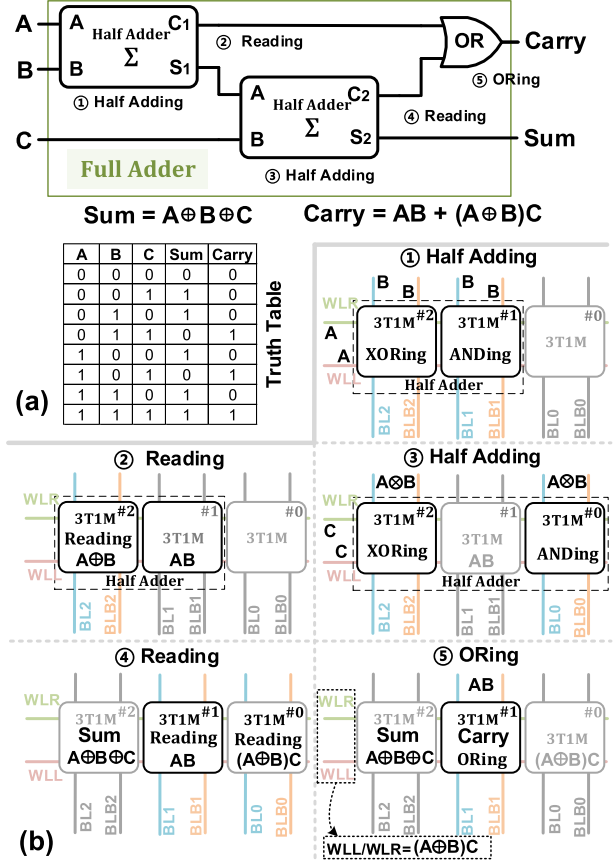 A A Half Adder C1 ② Reading OR Carry
B B Σ S1
① Half Adding A Half Adder C2 ⑤ ORing
④ Reading
C B Σ S2 Sum
Full Adder ③ Half Adding
Sum = A⊕B⊕C Carry = AB + (A⊕B)C
A B C Sum Carry
0 0 0 0 0
0 0 1 1 0
0 1 0 1 0
0 1 1 0 1
1 0 0 1 0
1 0 1 0 1
1 1 0 1 0
1 1 1 1 1
Truth Table
(a)
① Half Adding
B B B B
WLR 3T1M #2 3T1M #1 3T1M #0
A
A XORing ANDing
WLL Half Adder
BL2 BLB2 BL1 BLB1 BL0 BLB0
② Reading
WLR 3T1M #2 3T1M #1 3T1M #0
Reading
A⊕B AB
WLL Half Adder
BL2 BLB2 BL1 BLB1 BL0 BLB0
③ Half Adding
A⊗B A⊗B
WLR 3T1M #2 3T1M #1 3T1M #0
C
C XORing AB ANDing
WLL Half Adder
BL2 BLB2 BL1 BLB1 BL0 BLB0
④ Reading
WLR 3T1M #2 3T1M #1 3T1M #0
Sum Reading Reading
WLL A⊕B⊕C AB (A⊕B)C
BL2 BLB2 BL1 BLB1 BL0 BLB0
⑤ ORing
AB
WLR 3T1M #2 3T1M #1 3T1M #0
Sum Carry
WLL A⊕B⊕C ORing (A⊕B)C
BL2 BLB2 BL1 BLB1 BL0 BLB0
WLL/WLR= (A⊕B)C
(b)